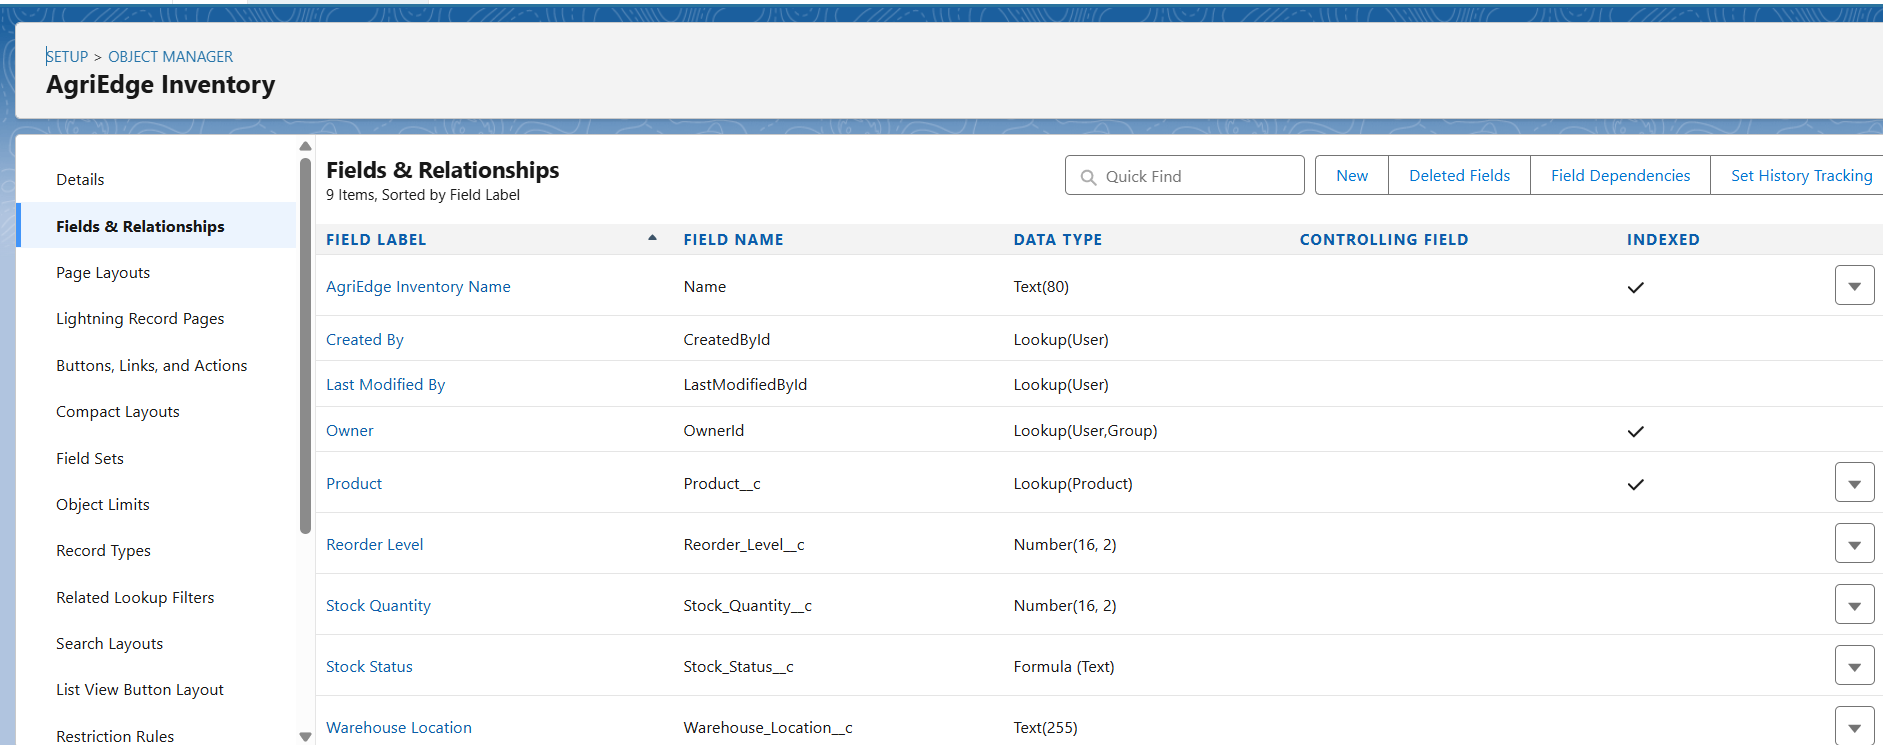 SETUP > OBJECT MANAGER
AgriEdge Inventory
Details
Fields & Relationships
Page Layouts
Lightning Record Pages
Buttons, Links, and Actions
Compact Layouts
Field Sets
Object Limits
Record Types
Related Lookup Filters
Search Layouts
List View Button Layout
Restriction Rules
Fields & Relationships
9 Items, Sorted by Field Label
Quick Find
New Deleted Fields Field Dependencies Set History Tracking
FIELD LABEL FIELD NAME DATA TYPE CONTROLLING FIELD INDEXED
AgriEdge Inventory Name Name Text(80)
Created By CreatedById Lookup(User)
Last Modified By LastModifiedById Lookup(User)
Owner OwnerId Lookup(User,Group)
Product Product__c Lookup(Product)
Reorder Level Reorder_Level__c Number(16, 2)
Stock Quantity Stock_Quantity__c Number(16, 2)
Stock Status Stock_Status__c Formula (Text)
Warehouse Location Warehouse_Location__c Text(255)